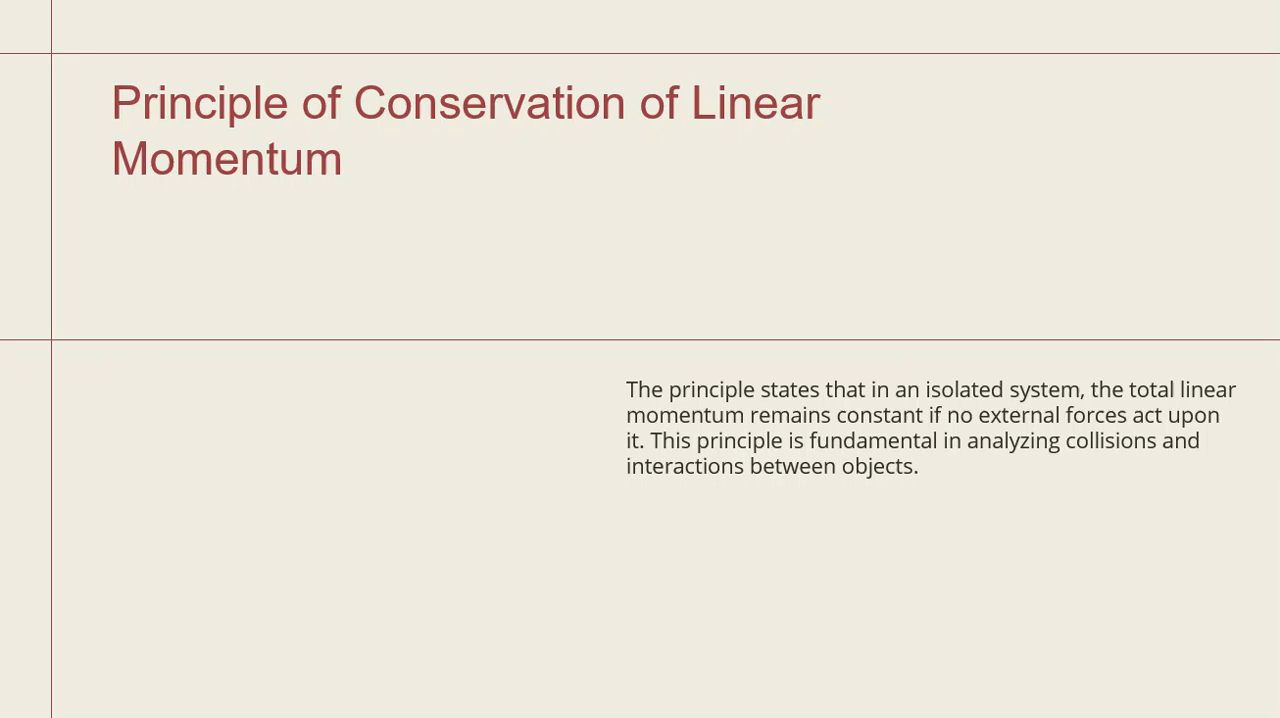 Principle of Conservation of Linear
Momentum
The principle states that in an isolated system, the total linear
momentum remains constant if no external forces act upon
it. This principle is fundamental in analyzing collisions and
interactions between objects.